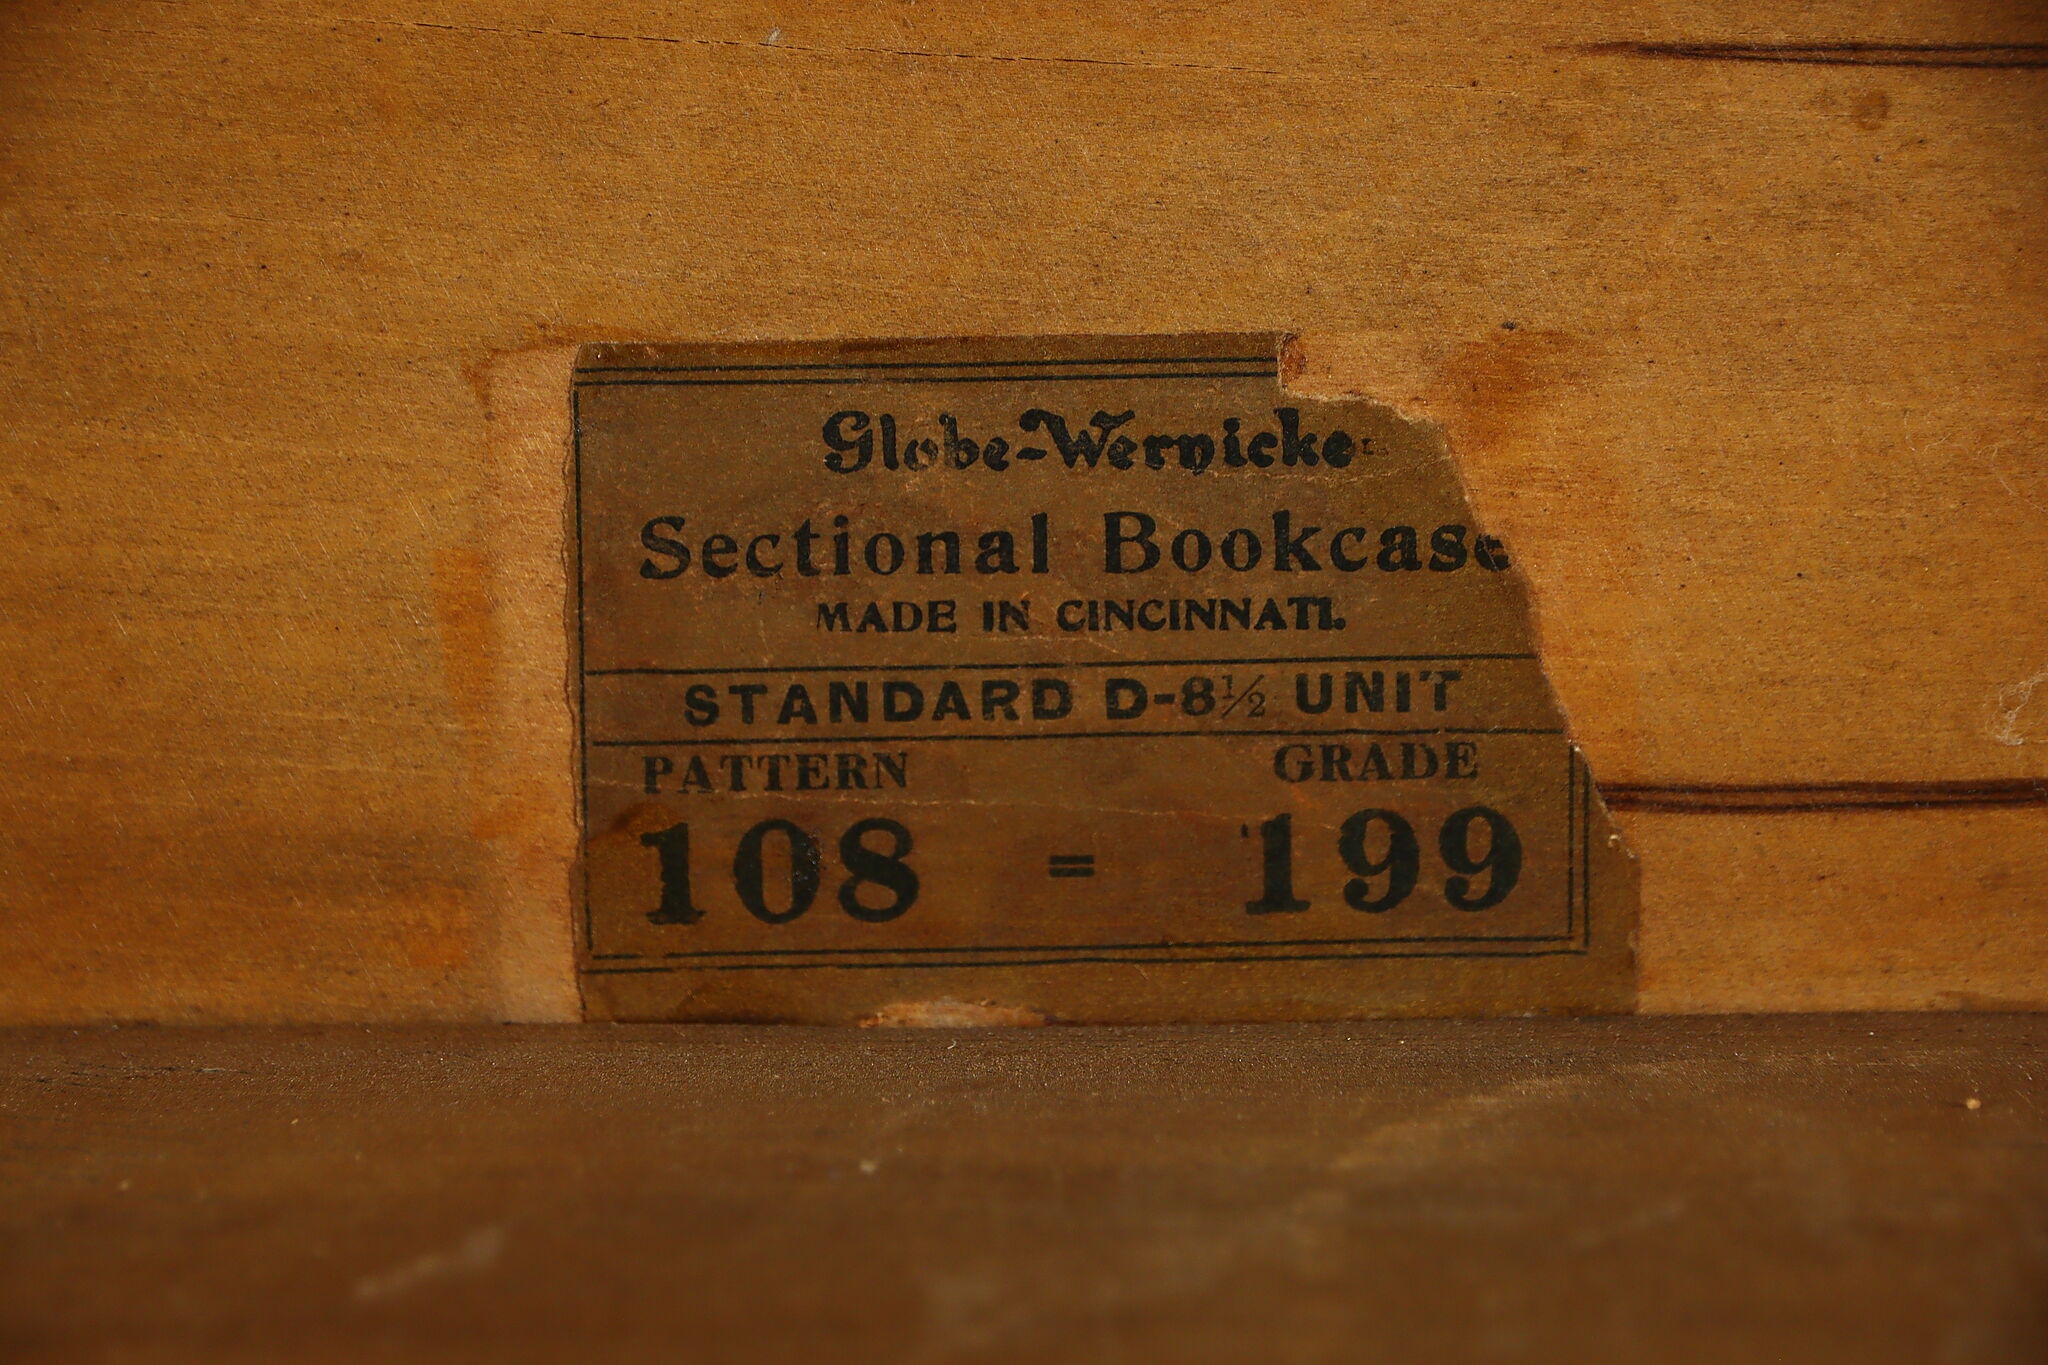 Globe-Wernicke
Sectional Bookcase
MADE IN CINCINNATI.
STANDARD D-8½ UNIT
PATTERN GRADE
108 = 199